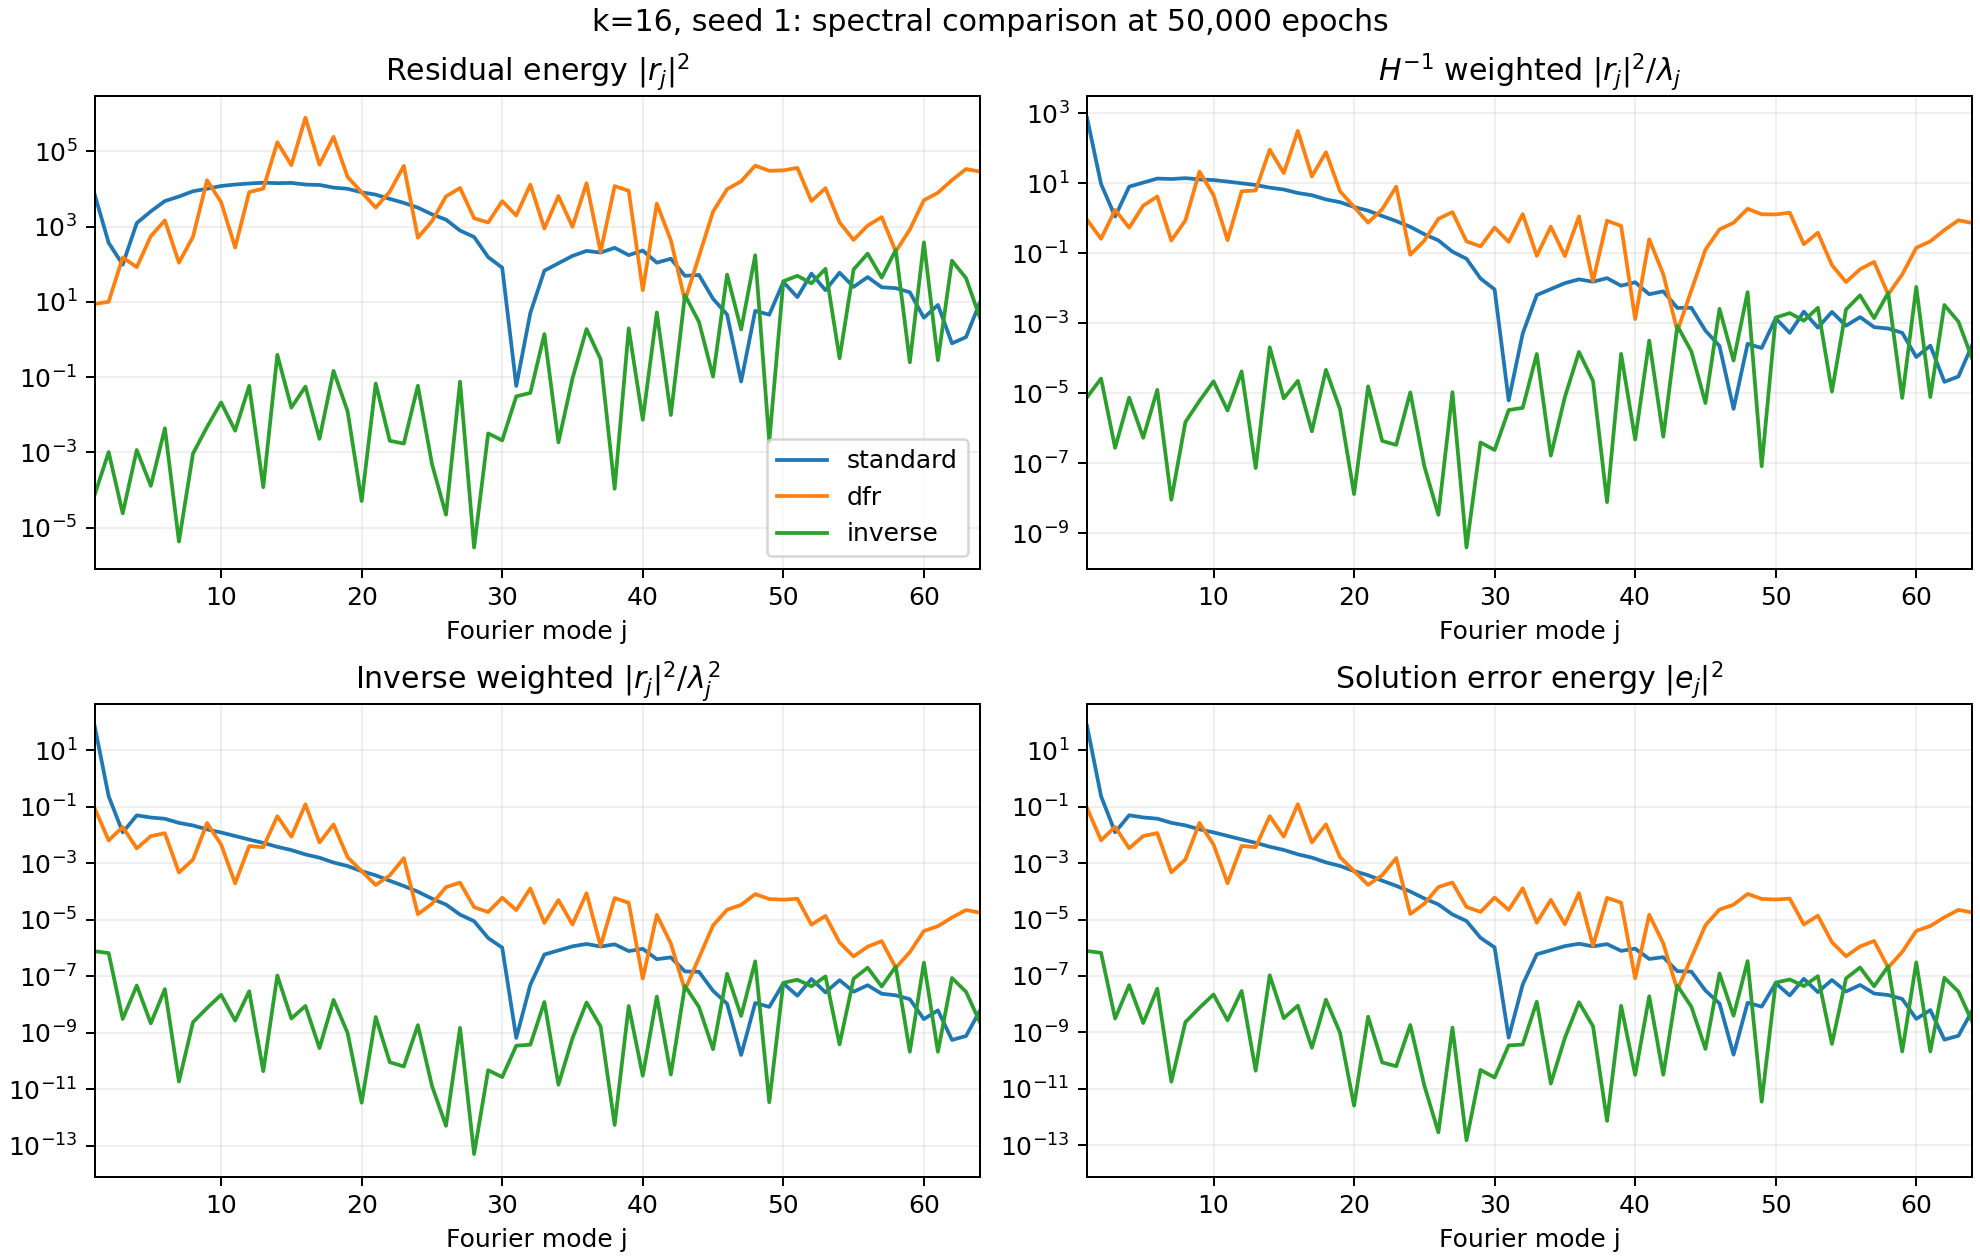 k=16, seed 1: spectral comparison at 50,000 epochs
Residual energy $|r_j|^2$
10^5
10^3
10^1
10^{-1}
10^{-3}
10^{-5}
standard
dfr
inverse
10 20 30 40 50 60
Fourier mode j
$H^{-1}$ weighted $|r_j|^2/\lambda_j$
10^3
10^1
10^{-1}
10^{-3}
10^{-5}
10^{-7}
10^{-9}
10 20 30 40 50 60
Fourier mode j
Inverse weighted $|r_j|^2/\lambda_j^2$
10^1
10^{-1}
10^{-3}
10^{-5}
10^{-7}
10^{-9}
10^{-11}
10^{-13}
10 20 30 40 50 60
Fourier mode j
Solution error energy $|e_j|^2$
10^1
10^{-1}
10^{-3}
10^{-5}
10^{-7}
10^{-9}
10^{-11}
10^{-13}
10 20 30 40 50 60
Fourier mode j